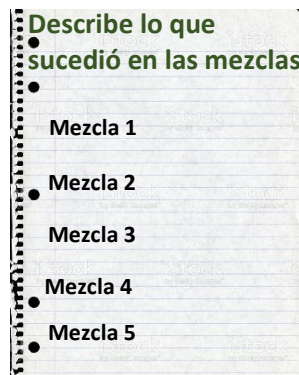 Describe lo que
sucedió en las mezclas
Mezcla 1
Mezcla 2
Mezcla 3
Mezcla 4
Mezcla 5